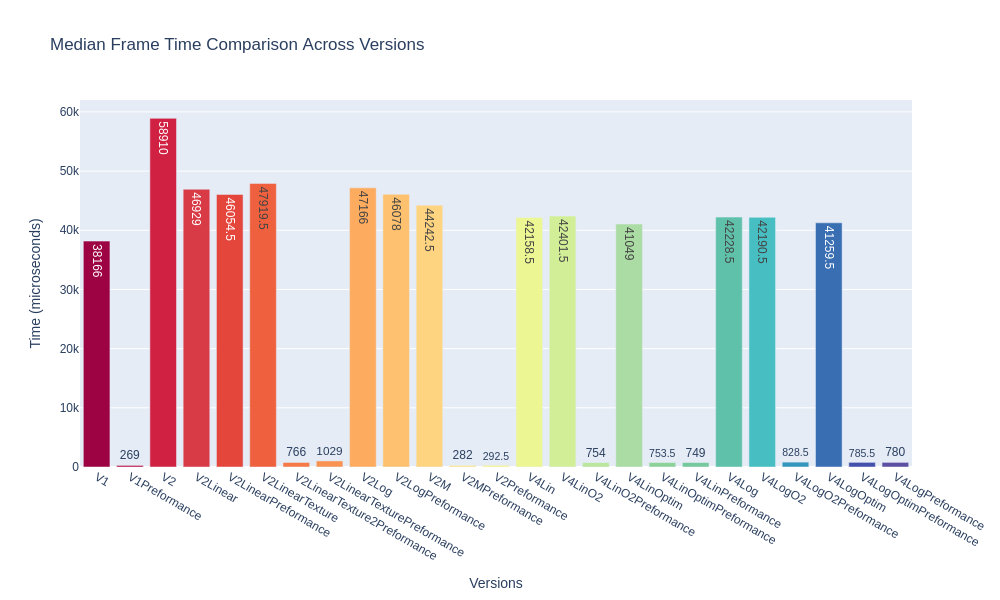 Median Frame Time Comparison Across Versions
Time (microseconds)
60k
50k
40k
30k
20k
10k
0
38166
269
58910
46929
46054.5
47919.5
766
1029
47166
46078
44242.5
282
292.5
42158.5
42401.5
754
41049
753.5
749
42228.5
42190.5
828.5
41259.5
785.5
780
V1
V1Preformance
V2
V2Linear
V2LinearPreformance
V2LinearTexture
V2LinearTexture2Preformance
V2LinearTexturePreformance
V2Log
V2LogPreformance
V2M
V2MPreformance
V2Preformance
V4Lin
V4LinO2
V4LinO2Preformance
V4LinOptim
V4LinOptimPreformance
V4LinPreformance
V4Log
V4LogO2
V4LogO2Preformance
V4LogOptim
V4LogOptimPreformance
V4LogPreformance
Versions